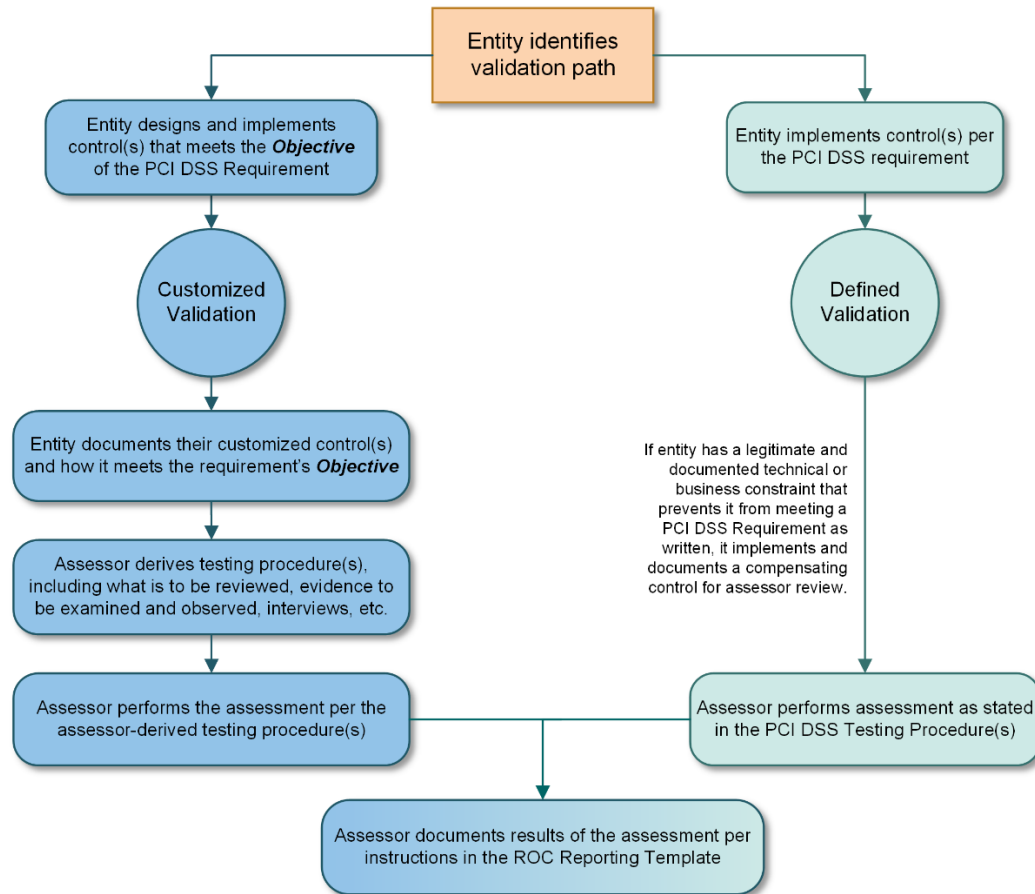 Entity identifies
validation path
Entity designs and implements
control(s) that meets the Objective
of the PCI DSS Requirement
Entity implements control(s) per
the PCI DSS requirement
Customized
Validation
Defined
Validation
Entity documents their customized control(s)
and how it meets the requirement's Objective
If entity has a legitimate and
documented technical or
business constraint that
prevents it from meeting a
PCI DSS Requirement as
written, it implements and
documents a compensating
control for assessor review.
Assessor derives testing procedure(s),
including what is to be reviewed, evidence to
be examined and observed, interviews, etc.
Assessor performs the assessment per the
assessor-derived testing procedure(s)
Assessor performs assessment as stated
in the PCI DSS Testing Procedure(s)
Assessor documents results of the assessment per
instructions in the ROC Reporting Template